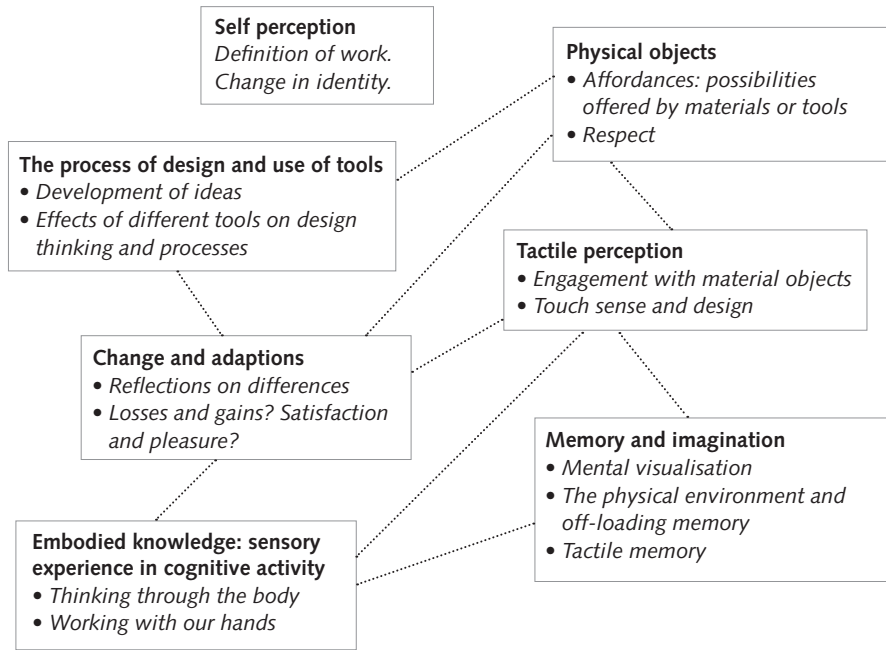 Self perception
Definition of work.
Change in identity.
Physical objects
• Affordances: possibilities
offered by materials or tools
• Respect
The process of design and use of tools
• Development of ideas
• Effects of different tools on design
thinking and processes
Tactile perception
• Engagement with material objects
• Touch sense and design
Change and adaptions
• Reflections on differences
• Losses and gains? Satisfaction
and pleasure?
Memory and imagination
• Mental visualisation
• The physical environment and
off-loading memory
• Tactile memory
Embodied knowledge: sensory
experience in cognitive activity
• Thinking through the body
• Working with our hands